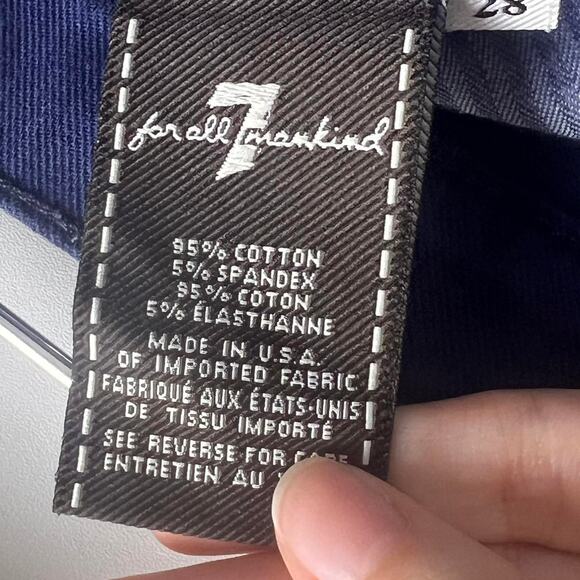 28
7
for all mankind
95% COTTON
5% SPANDEX
95% COTON
5% ÉLASTHANNE
MADE IN U.S.A.
OF IMPORTED FABRIC
FABRIQUÉ AUX ÉTATS-UNIS
DE TISSU IMPORTÉ
SEE REVERSE FOR CARE
ENTRETIEN AU